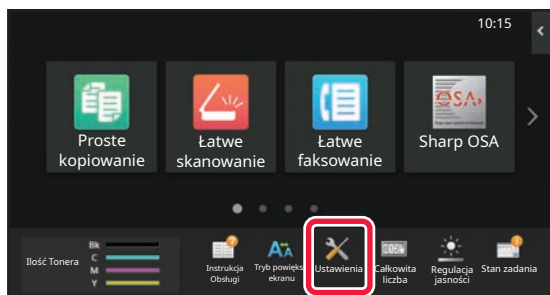 10:15
Proste
kopiowanie
Łatwe
skanowanie
Łatwe
faksowanie
OSA
Sharp OSA
Ilość Tonera
Bk
C
M
Y
Instrukcja
Obsługi
Tryb powięks
ekranu
Ustawienia
Całkowita
liczba
Regulacja
jasności
Stan zadania